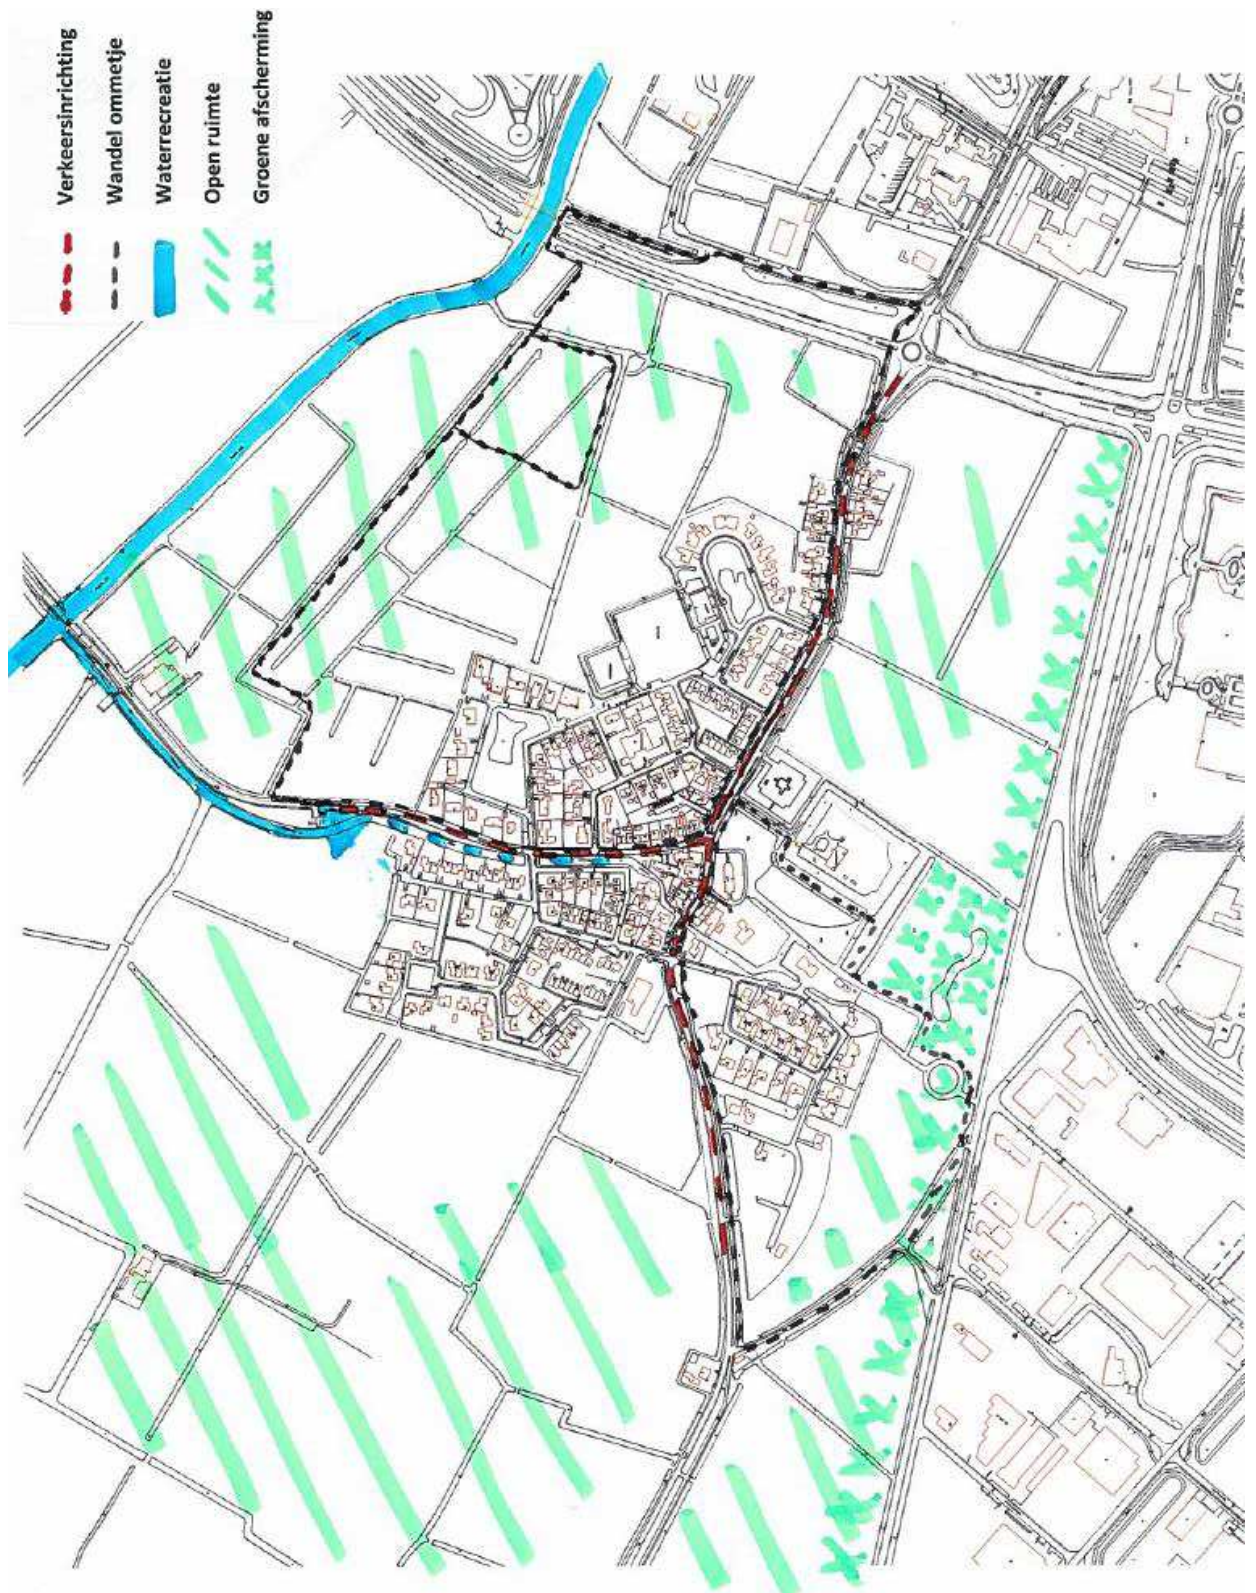 Verkeersinrichting
Wandel ommetje
Waterrecreatie
Open ruimte
Groene afscherming